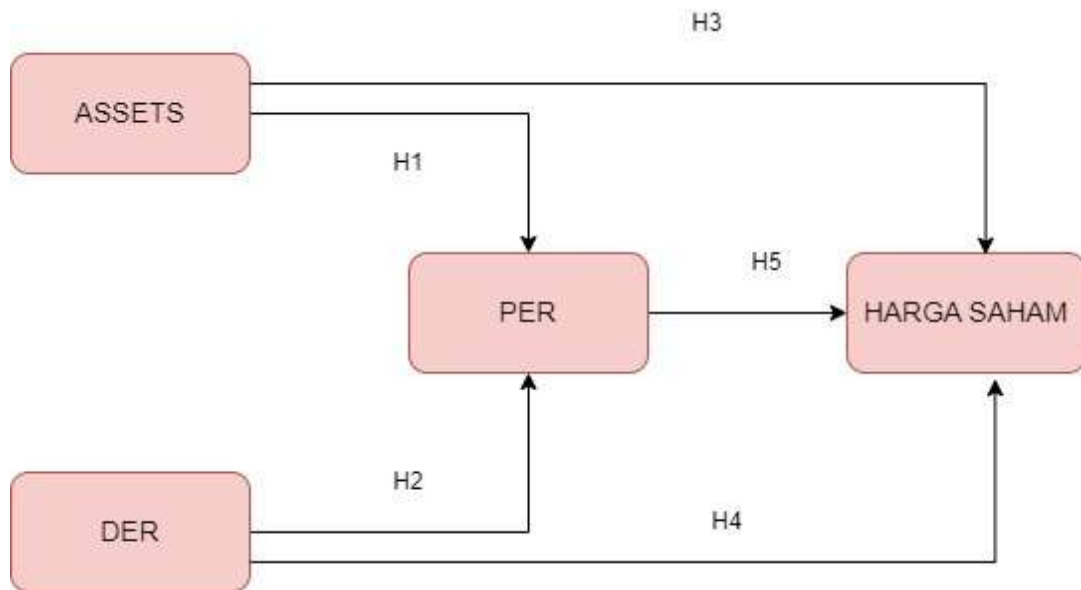 H3
ASSETS
H1
H5
PER
HARGA SAHAM
H2
H4
DER